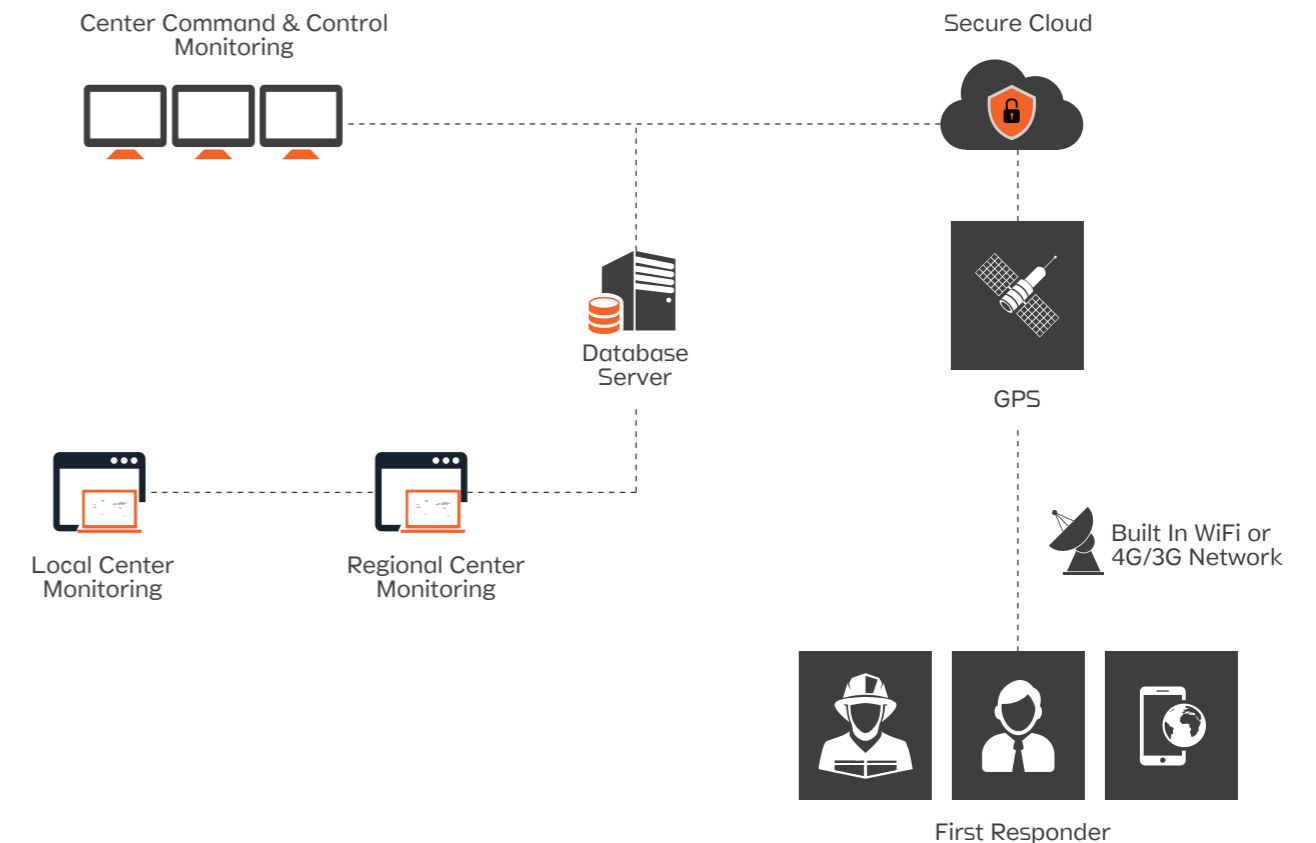 Center Command & Control
Monitoring
Secure Cloud
Database
Server
GPS
Local Center
Monitoring
Regional Center
Monitoring
Built In WiFi or
4G/3G Network
First Responder